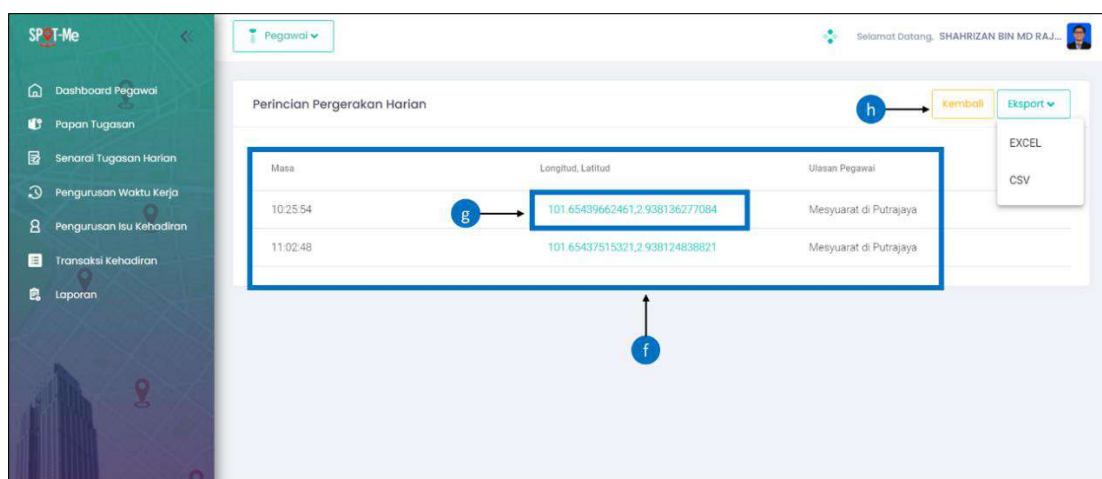 SPOT-Me
Pegawai
Selamat Datang, SHAHRIZAN BIN MD RAJ...
Dashboard Pegawai
Papan Tugasan
Senarai Tugasan Harian
Pengurusan Waktu Kerja
Pengurusan Isu Kehadiran
Transaksi Kehadiran
Laporan
Perincian Pergerakan Harian
h
Kembali
Eksport
EXCEL
CSV
Masa
Longitud, Latitud
Ulasan Pegawai
10:25:54
g
101.65439662461,2.938136277084
Mesyuarat di Putrajaya
11:02:48
101.65437515321,2.938124838821
Mesyuarat di Putrajaya
f